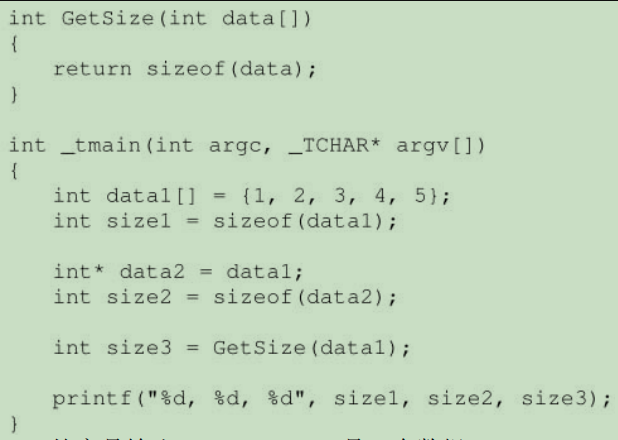 int GetSize(int data[])
{
    return sizeof(data);
}

int _tmain(int argc, _TCHAR* argv[])
{
    int data1[] = {1, 2, 3, 4, 5};
    int size1 = sizeof(data1);

    int* data2 = data1;
    int size2 = sizeof(data2);

    int size3 = GetSize(data1);

    printf("%d, %d, %d", size1, size2, size3);
}